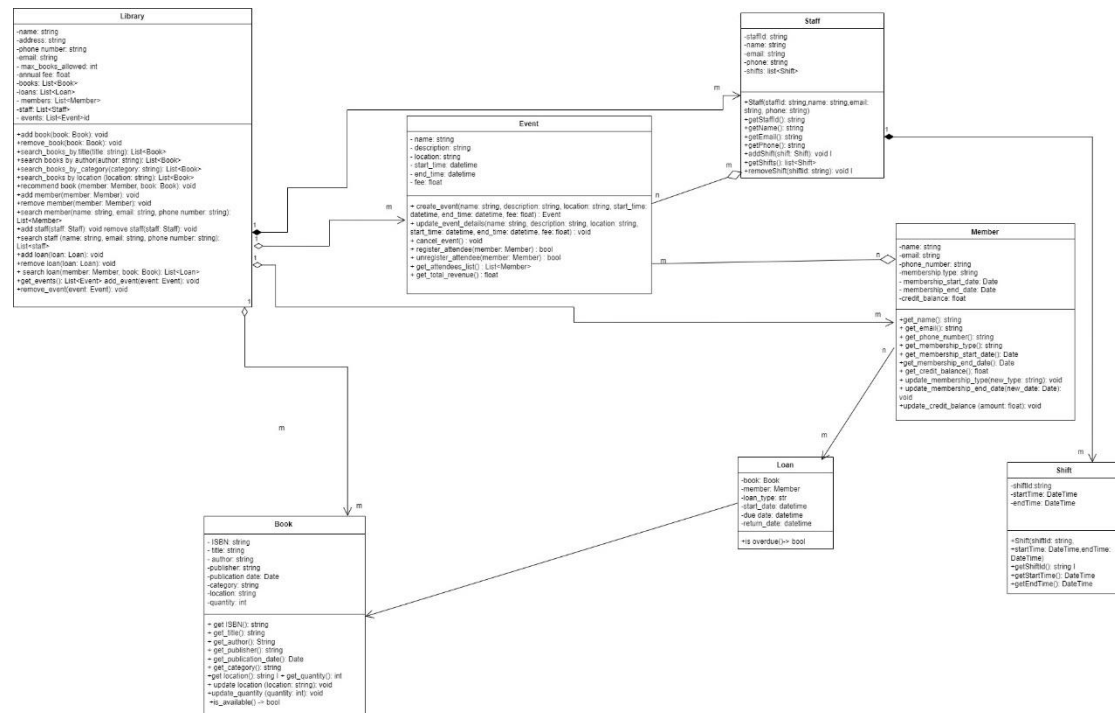 Library
-name: string
-address: string
-phone number: string
-email: string
- max_books_allowed: int
-annual fee: float
-books: List<Book>
-loans: List<Loan>
- members: List<Member>
-staff: List<Staff>
- events: List<Event>id
+add book(book: Book): void
+remove_book(book: Book): void
+search_books_by.title(title: string): List<Book>
+search books by author(author: string): List<Book>
+search_books_by_category(category: string): List<Book>
+search_books by location (location: string): List<Book>
+recommend book (member: Member, book: Book): void
+add member(member: Member): void
+remove member(member: Member): void
+search member(name: string, email: string, phone number: string):
List<Member>
+add staff(staff: Staff): void remove staff(staff: Staff): void
+search staff (name: string, email: string, phone number: string):
List<staff>
+add loan(loan: Loan): void
+remove loan(loan: Loan): void
+ search loan(member: Member, book: Book): List<Loan>
+get_events(): List<Event> add_event(event: Event): void
+remove_event(event: Event): void
1
1
1
1
m
m
m
m
m
Event
- name: string
- description: string
- location: string
- start_time: datetime
- end_time: datetime
- fee: float
+ create_event(name: string, description: string, location: string, start_time:
datetime, end_time: datetime, fee: float) : Event
+ update_event_details(name: string, description: string, location: string,
start_time: datetime, end_time: datetime, fee: float) : void
+ cancel_event() : void
+ register_attendee(member: Member) : bool
+ unregister_attendee(member: Member) : bool
+ get_attendees_list() : List<Member>
+ get_total_revenue() : float
n
m
m
n
Staff
-staffId: string
-name: string
-email: string
-phone: string
-shifts: list<Shift>
+Staff(staffId: string,name: string,email:
string, phone: string)
+getStaffId(): string
+getName(): string
+getEmail(): string
+getPhone(): string
+addShift(shift: Shift): void I
+getShifts(): list<Shift>
+removeShift(shiftId: string): void I
1
m
Member
-name: string
-email: string
-phone_number: string
-membership type: string
- membership_start_date: Date
- membership_end_date: Date
-credit_balance: float
+get_name(): string
+ get_email(): string
+ get_phone_number(): string
+ get_membership_type(): string
+ get_membership_start_date(): Date
+get_membership_end_date(): Date
+ get_credit_balance(): float
+ update_membership_type(new_type: string): void
+ update_membership_end_date(new_date: Date):
void
+update_credit_balance (amount: float): void
n
m
Loan
-book: Book
-member: Member
-loan_type: str
-start_date: datetime
-due date: datetime
-return_date: datetime
+is overdue()-> bool
Shift
-shiftId:string
-startTime: DateTime
-endTime: DateTime
+Shift(shiftId: string,
+startTime: DateTime,endTime:
DateTime)
+getShiftId(): string I
+getStartTime(): DateTime
+getEndTime(): DateTime
Book
- ISBN: string
- title: string
- author: string
-publisher: string
-publication date: Date
-category: string
-location: string
-quantity: int
+ get ISBN(): string
+ get_title(): string
+ get_author(): String
+ get_publisher(): string
+ get_publication_date(): Date
+ get_category(): string
+get location(): string I + get_quantity(): int
+ update location (location: string): void
+update_quantity (quantity: int): void
+is_available() -> bool